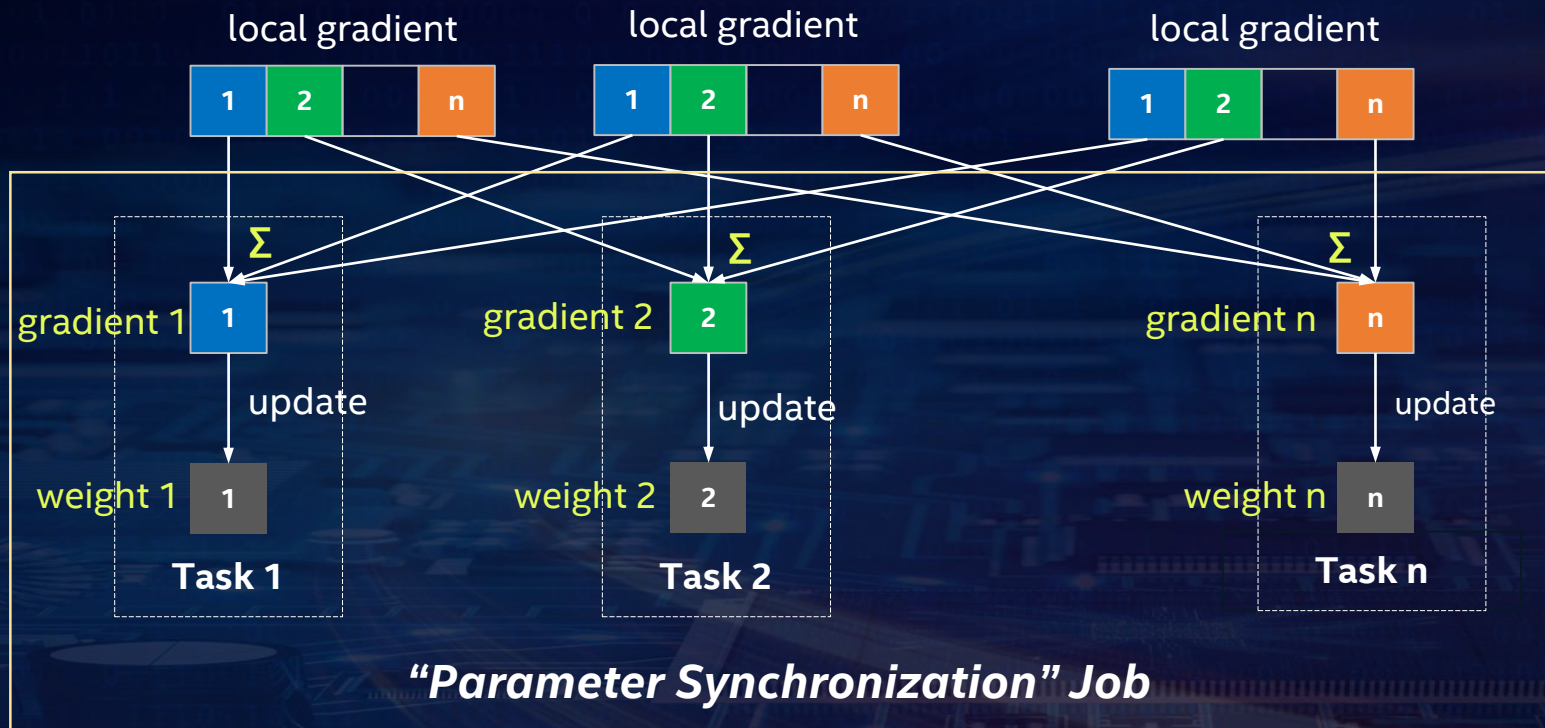 local gradient
local gradient
local gradient
1 2 n
1 2 n
1 2 n
Σ
Σ
Σ
gradient 1
1
gradient 2
2
gradient n
n
update
update
update
weight 1
1
weight 2
2
weight n
n
Task 1
Task 2
Task n
“Parameter Synchronization” Job